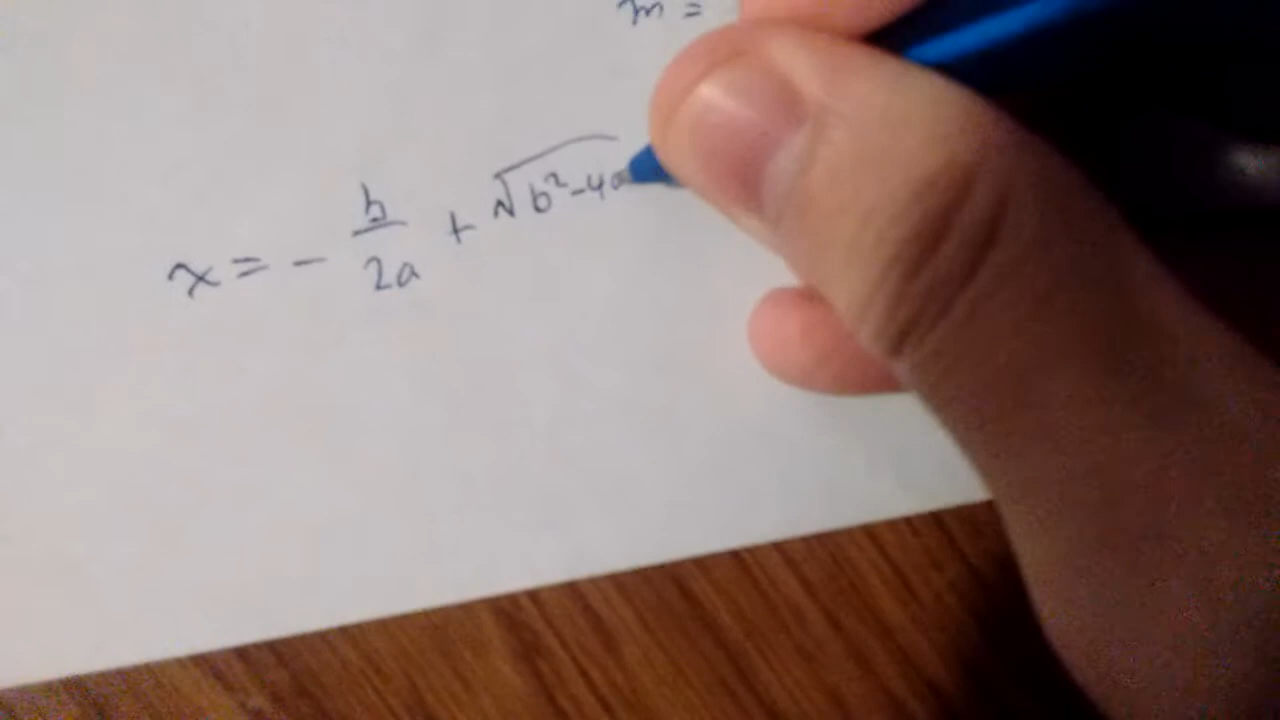 m =
x = - b/2a + √b²-4a